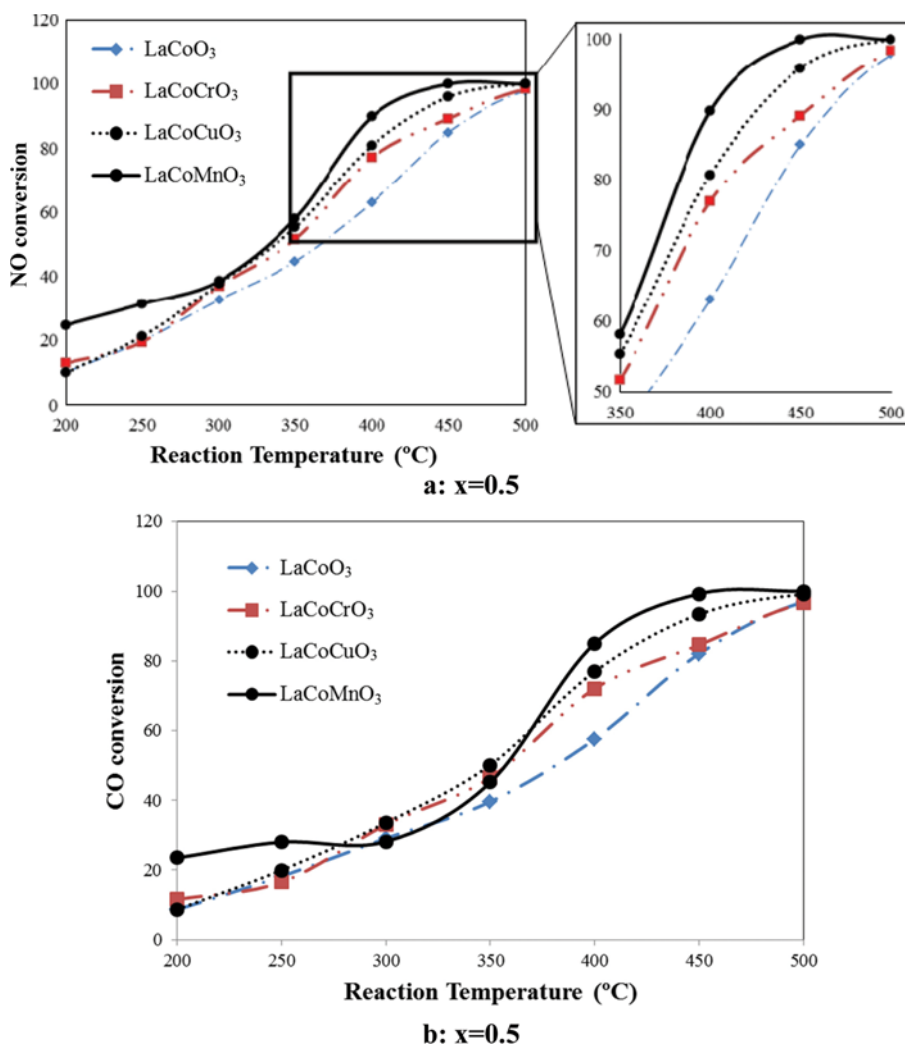 120
100
80
60
40
20
0
NO conversion
LaCoO₃
LaCoCrO₃
LaCoCuO₃
LaCoMnO₃
200 250 300 350 400 450 500
Reaction Temperature (ºC)
100
90
80
70
60
50
350 400 450 500
a: x=0.5
120
100
80
60
40
20
0
CO conversion
LaCoO₃
LaCoCrO₃
LaCoCuO₃
LaCoMnO₃
200 250 300 350 400 450 500
Reaction Temperature (ºC)
b: x=0.5